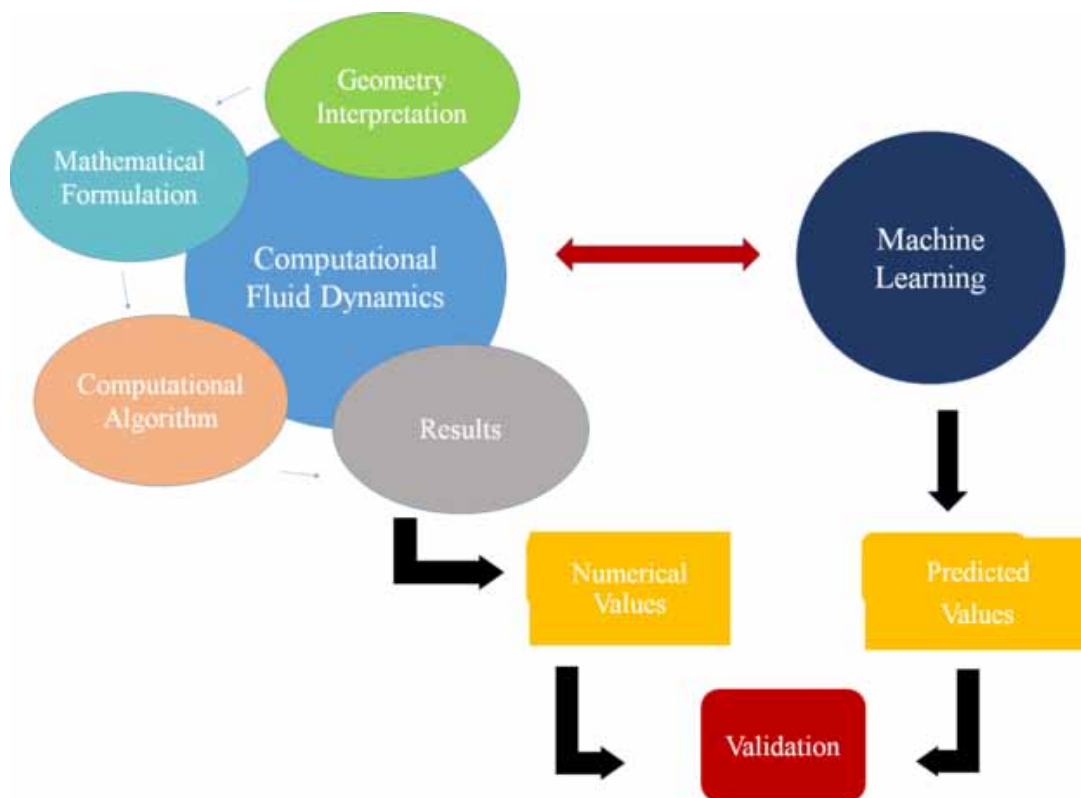 Geometry
Interpretation
Mathematical
Formulation
Computational
Fluid Dynamics
Machine
Learning
Computational
Algorithm
Results
Numerical
Values
Predicted
Values
Validation